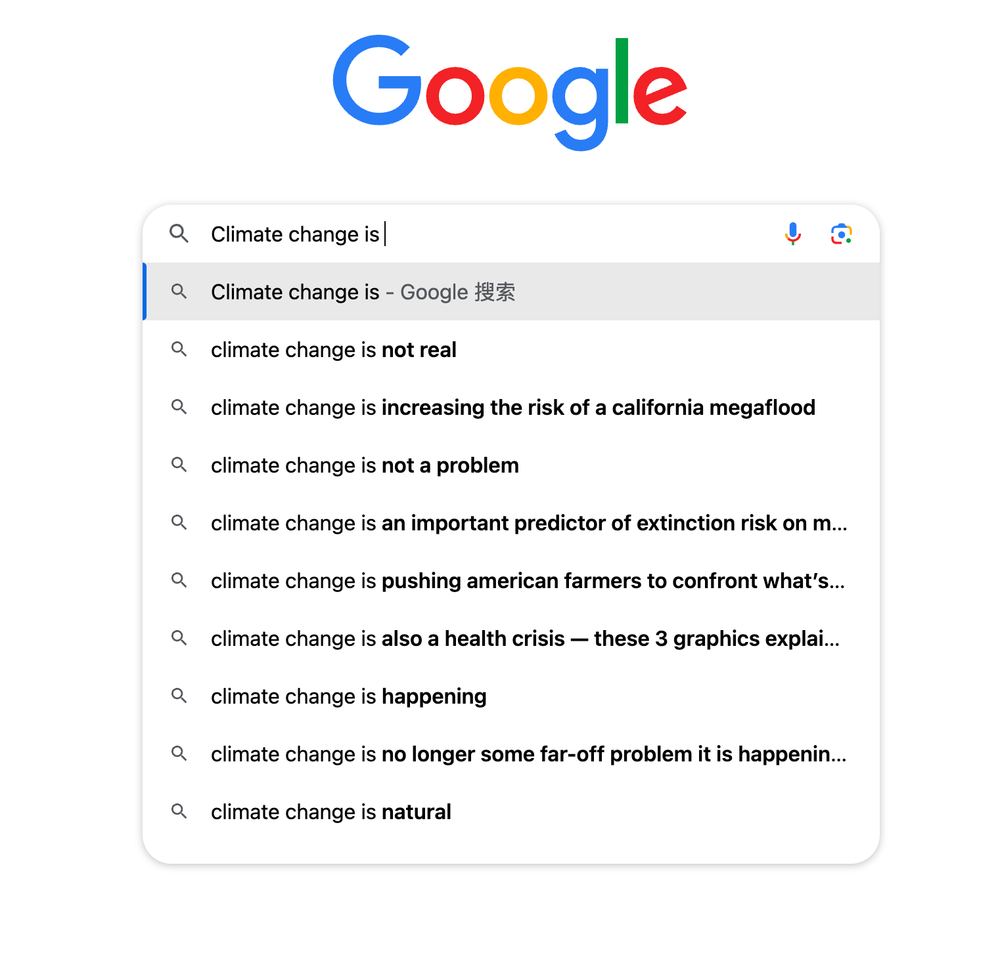 Google
Climate change is
Climate change is - Google 搜索
climate change is not real
climate change is increasing the risk of a california megaflood
climate change is not a problem
climate change is an important predictor of extinction risk on m...
climate change is pushing american farmers to confront what’s...
climate change is also a health crisis — these 3 graphics explai...
climate change is happening
climate change is no longer some far-off problem it is happenin...
climate change is natural